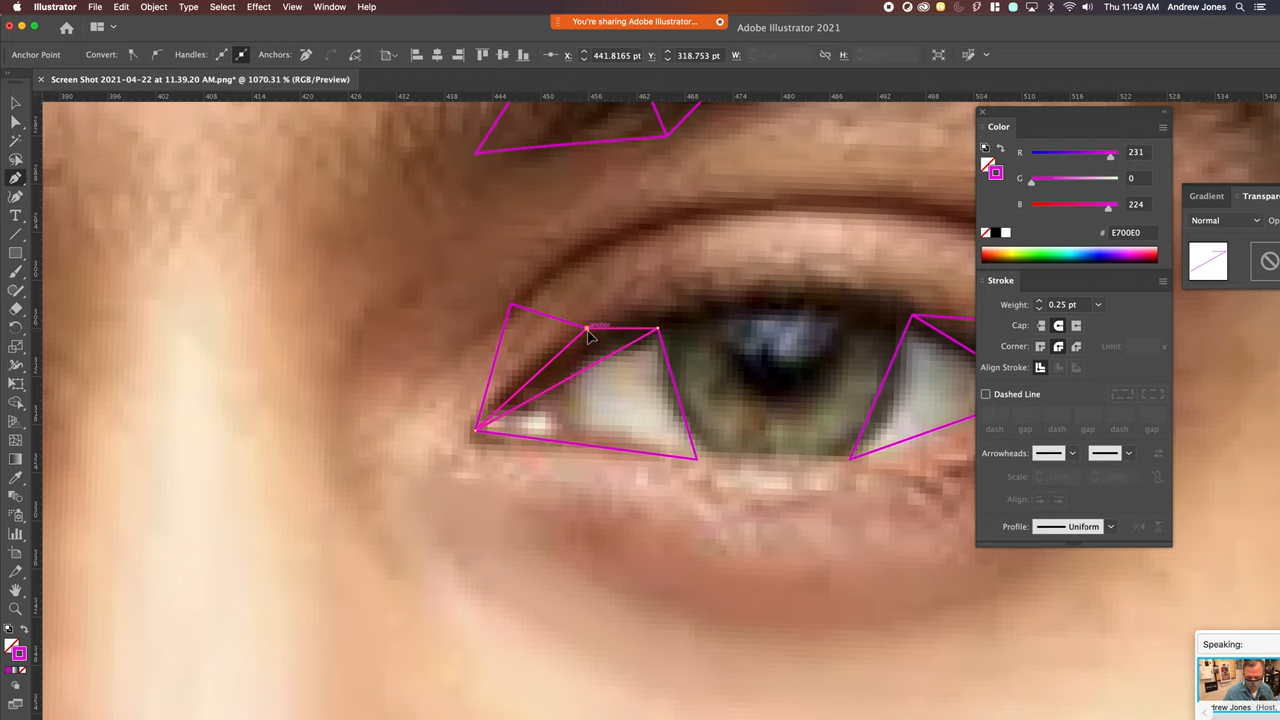 Illustrator File Edit Object Type Select Effect View Window Help Thu 11:49 AM Andrew Jones
You're sharing Adobe Illustrator...
Adobe Illustrator 2021
Anchor Point Convert: Handles: Anchors: X: 441.8165 pt Y: 318.753 pt W: H:
Screen Shot 2021-04-22 at 11.39.20 AM.png* @ 1070.31 % (RGB/Preview)
390 396 402 408 414 420 426 432 438 444 450 456 462 468 474 480 486 492 498 504 510 516 522 528 534 540
Color
R 231
G 0
B 224
# E700E0
Gradient Transpar
Normal Op
Stroke
Weight: 0.25 pt
Cap:
Corner: Limit: x
Align Stroke:
Dashed Line
dash gap dash gap dash gap
Arrowheads:
Scale:
Align:
Profile: Uniform
anchor
Speaking:
drew Jones (Host,